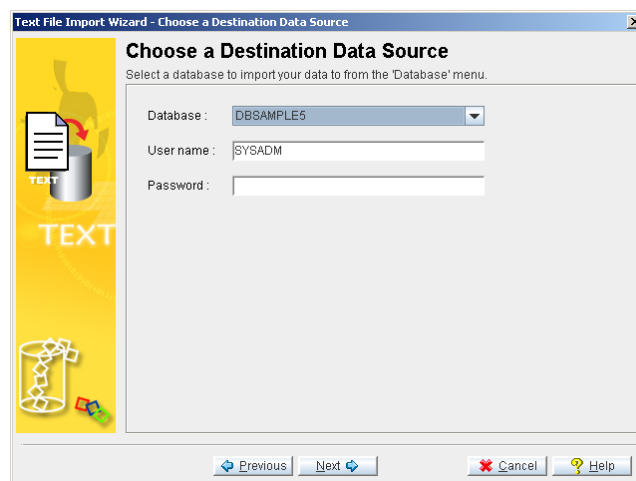 Text File Import Wizard - Choose a Destination Data Source
Choose a Destination Data Source
Select a database to import your data to from the 'Database' menu.
Database : DBSAMPLE5
User name : SYSADM
Password :
TEXT
TEXT
Previous Next Cancel Help